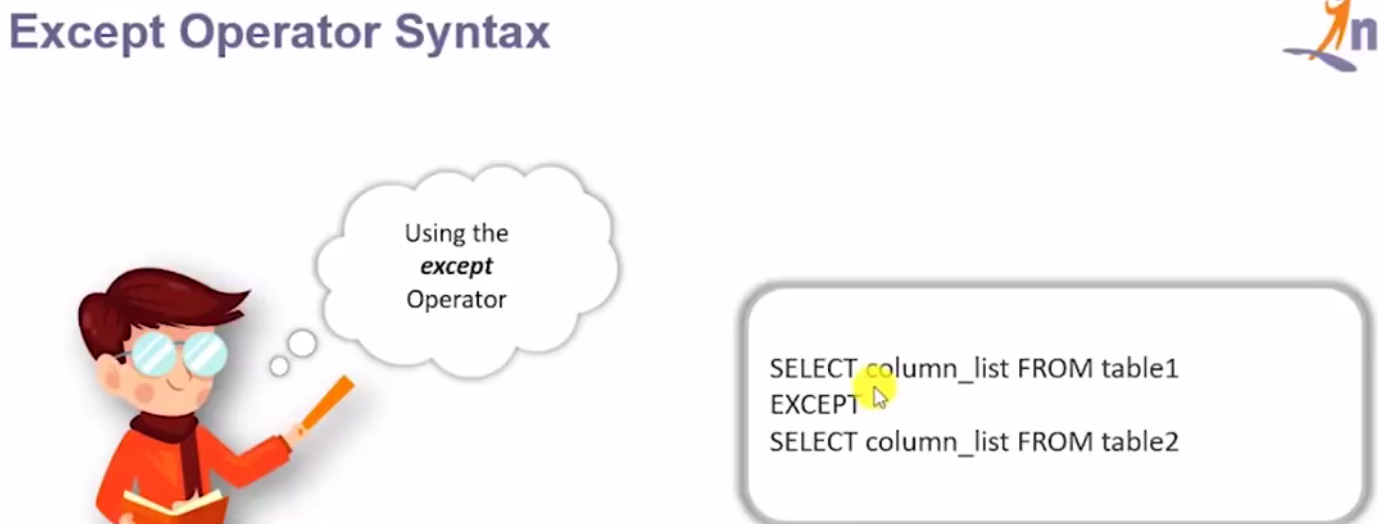 Except Operator Syntax
n
Using the
except
Operator
SELECT column_list FROM table1
EXCEPT
SELECT column_list FROM table2